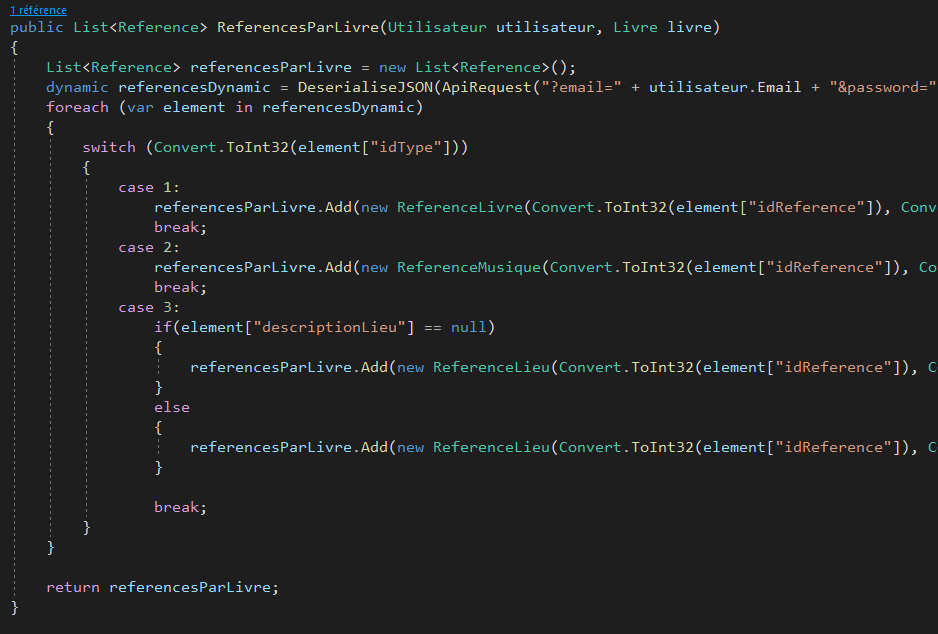 1 référence
public List<Reference> ReferencesParLivre(Utilisateur utilisateur, Livre livre)
{
    List<Reference> referencesParLivre = new List<Reference>();
    dynamic referencesDynamic = DeserialiseJSON(ApiRequest("?email=" + utilisateur.Email + "&password="
    foreach (var element in referencesDynamic)
    {
        switch (Convert.ToInt32(element["idType"]))
        {
            case 1:
                referencesParLivre.Add(new ReferenceLivre(Convert.ToInt32(element["idReference"]), Conv
                break;
            case 2:
                referencesParLivre.Add(new ReferenceMusique(Convert.ToInt32(element["idReference"]), Co
                break;
            case 3:
                if(element["descriptionLieu"] == null)
                {
                    referencesParLivre.Add(new ReferenceLieu(Convert.ToInt32(element["idReference"]), C
                }
                else
                {
                    referencesParLivre.Add(new ReferenceLieu(Convert.ToInt32(element["idReference"]), C
                }

                break;
        }
    }

    return referencesParLivre;
}